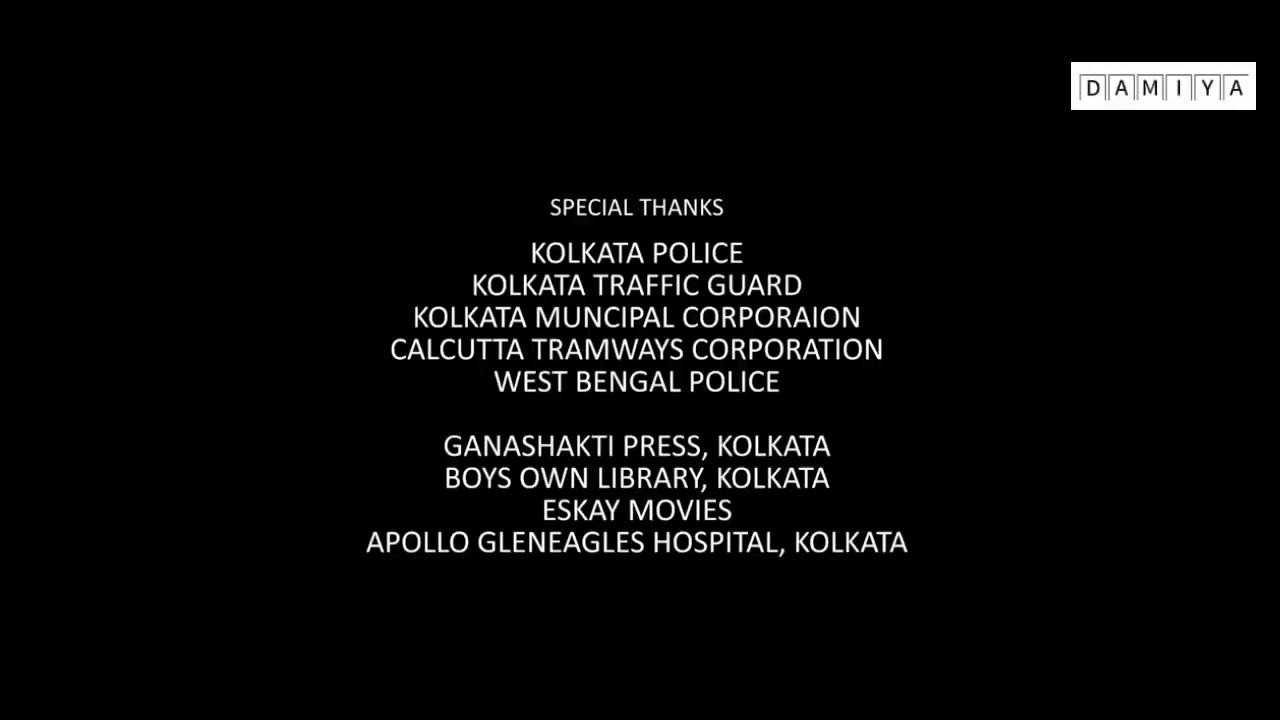 DAMIYA
SPECIAL THANKS
KOLKATA POLICE
KOLKATA TRAFFIC GUARD
KOLKATA MUNCIPAL CORPORAION
CALCUTTA TRAMWAYS CORPORATION
WEST BENGAL POLICE
GANASHAKTI PRESS, KOLKATA
BOYS OWN LIBRARY, KOLKATA
ESKAY MOVIES
APOLLO GLENEAGLES HOSPITAL, KOLKATA